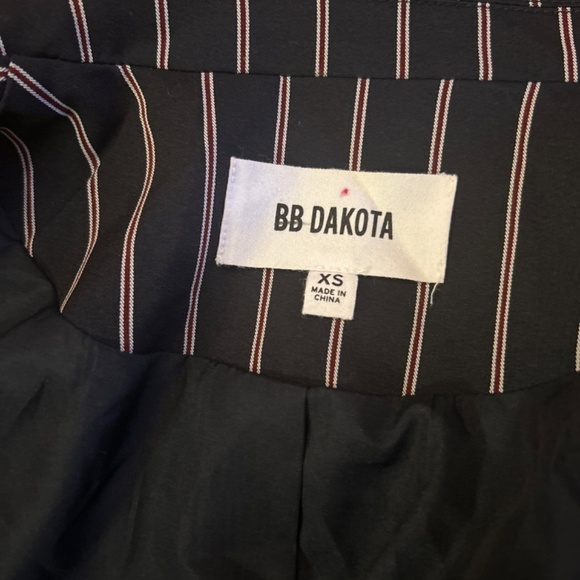 BB DAKOTA
XS
MADE IN
CHINA